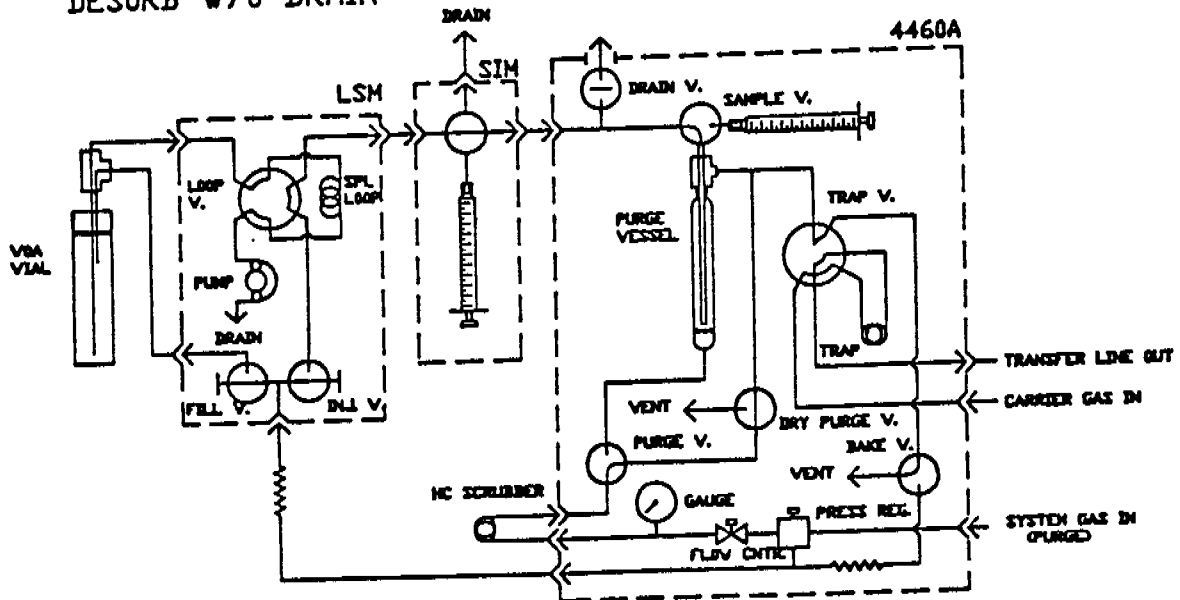 DESORB W/O DRAIN
DRAIN
4460A
SIM
DRAIN V.
LSM
SAMPLE V.
LOOP
V.
SPL
LOOP
TRAP V.
PURGE
VESSEL
VOA
VIAL
PUMP
DRAIN
TRAP
TRANSFER LINE OUT
FILL V.
INJ V.
VENT
CARRIER GAS IN
DRY PURGE V.
PURGE V.
BAKE V.
VENT
HC SCRUBBER
GAUGE
PRESS REG.
SYSTEM GAS IN
(PURGE)
FLOW CNTR